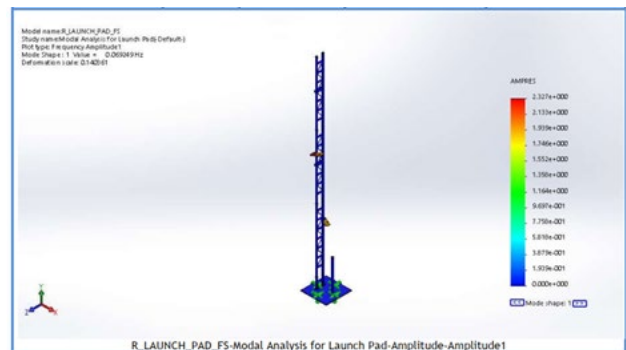 Model name:R_LAUNCH_PAD_FS
Study name:Modal Analysis for Launch Pad(-Default-)
Plot type: Frequency Amplitude1
Mode Shape : 1 Value = 0.069349 Hz
Deformation scale: 0.142361
AMPRES
2.327e+000
2.133e+000
1.939e+000
1.746e+000
1.552e+000
1.358e+000
1.164e+000
9.697e-001
7.758e-001
5.818e-001
3.879e-001
1.939e-001
0.000e+000
Mode shape: 1
Y
Z
X
R_LAUNCH_PAD_FS-Modal Analysis for Launch Pad-Amplitude-Amplitude1